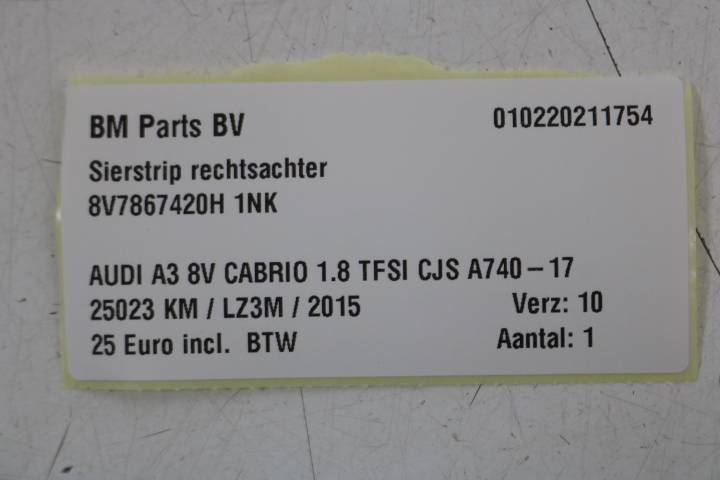 BM Parts BV 010220211754
Sierstrip rechtsachter
8V7867420H 1NK
AUDI A3 8V CABRIO 1.8 TFSI CJS A740-17
25023 KM / LZ3M / 2015 Verz: 10
25 Euro incl. BTW Aantal: 1